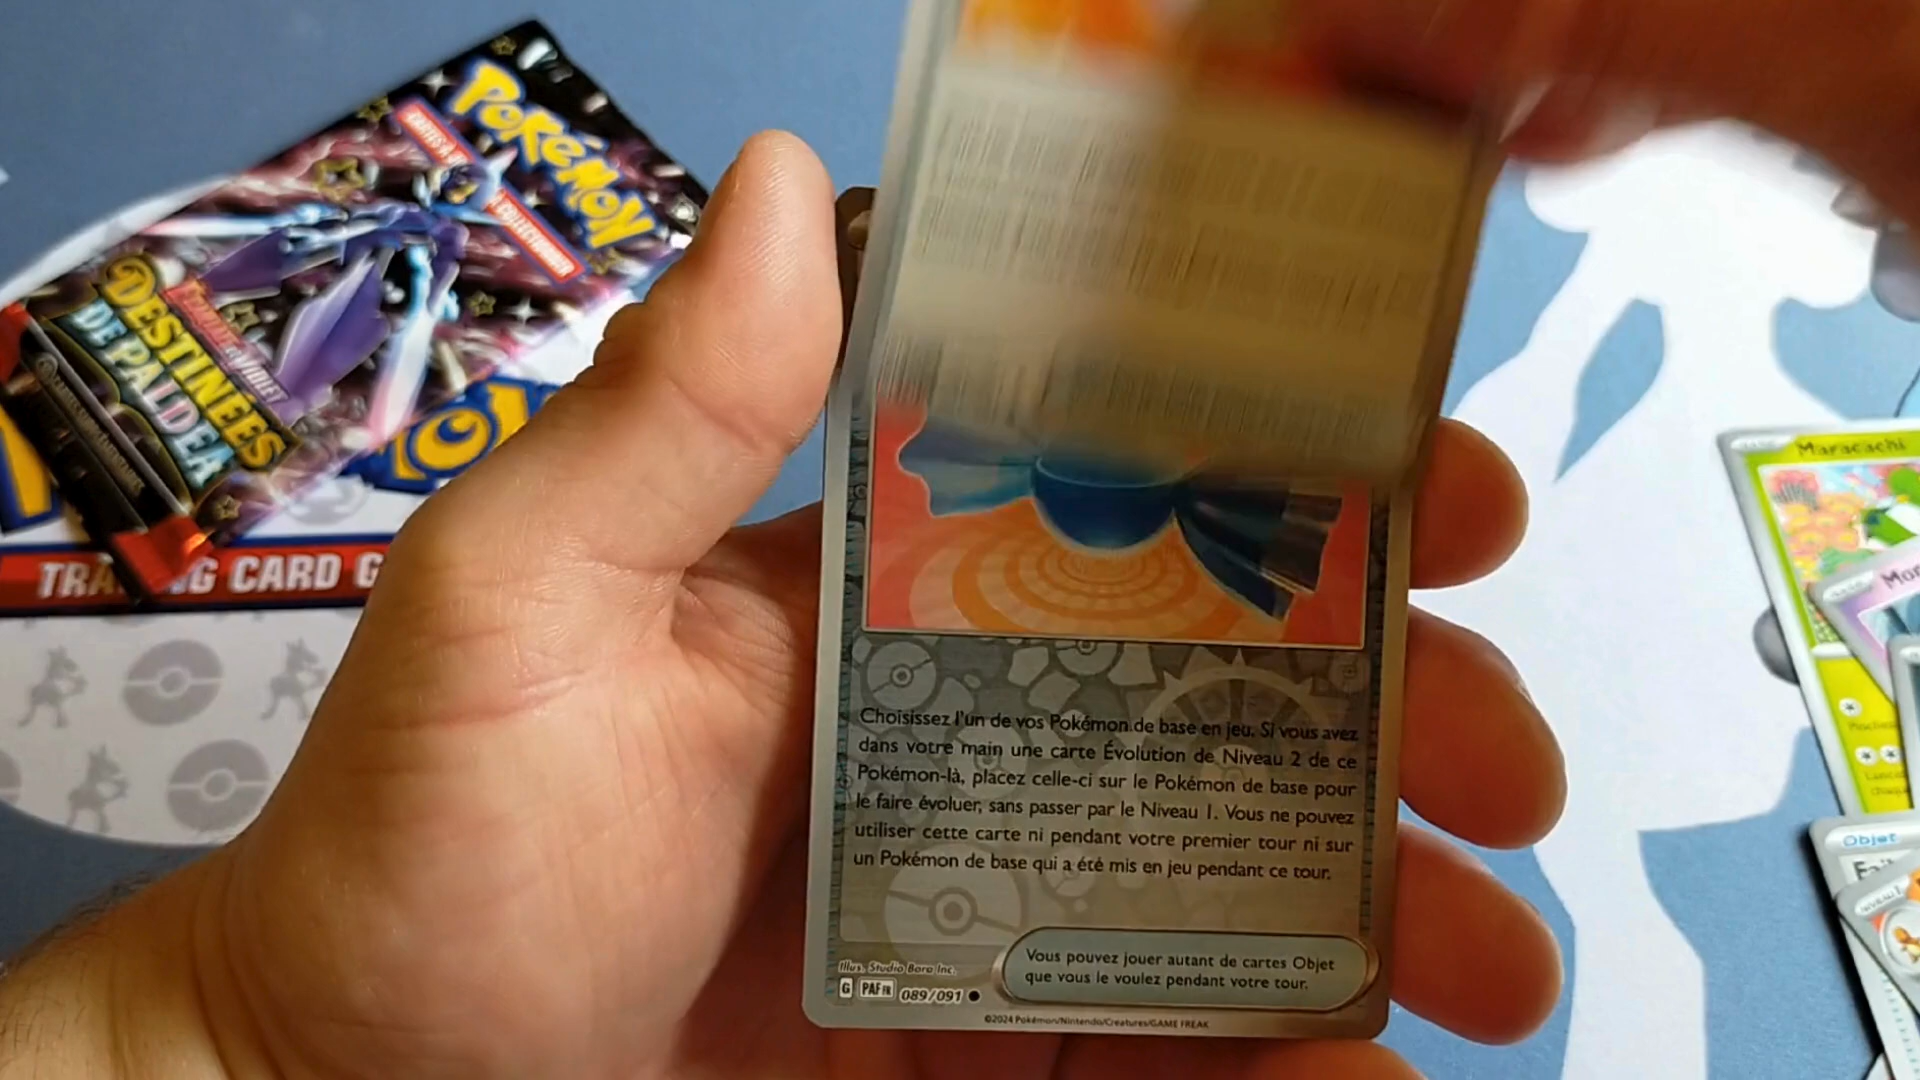 POKÉMON
DESTINÉES
DE PALDEA
TRA
G CARD G
Choisissez l'un de vos Pokémon de base en jeu. Si vous avez
dans votre main une carte Évolution de Niveau 2 de ce
Pokémon-là, placez celle-ci sur le Pokémon de base pour
le faire évoluer, sans passer par le Niveau 1. Vous ne pouvez
utiliser cette carte ni pendant votre premier tour ni sur
un Pokémon de base qui a été mis en jeu pendant ce tour.
Vous pouvez jouer autant de cartes Objet
que vous le voulez pendant votre tour.
Illus. Studio Bora Inc.
G PAF FR 089/091
©2024 Pokémon/Nintendo/Creatures/GAME FREAK
Maracachi
Objet